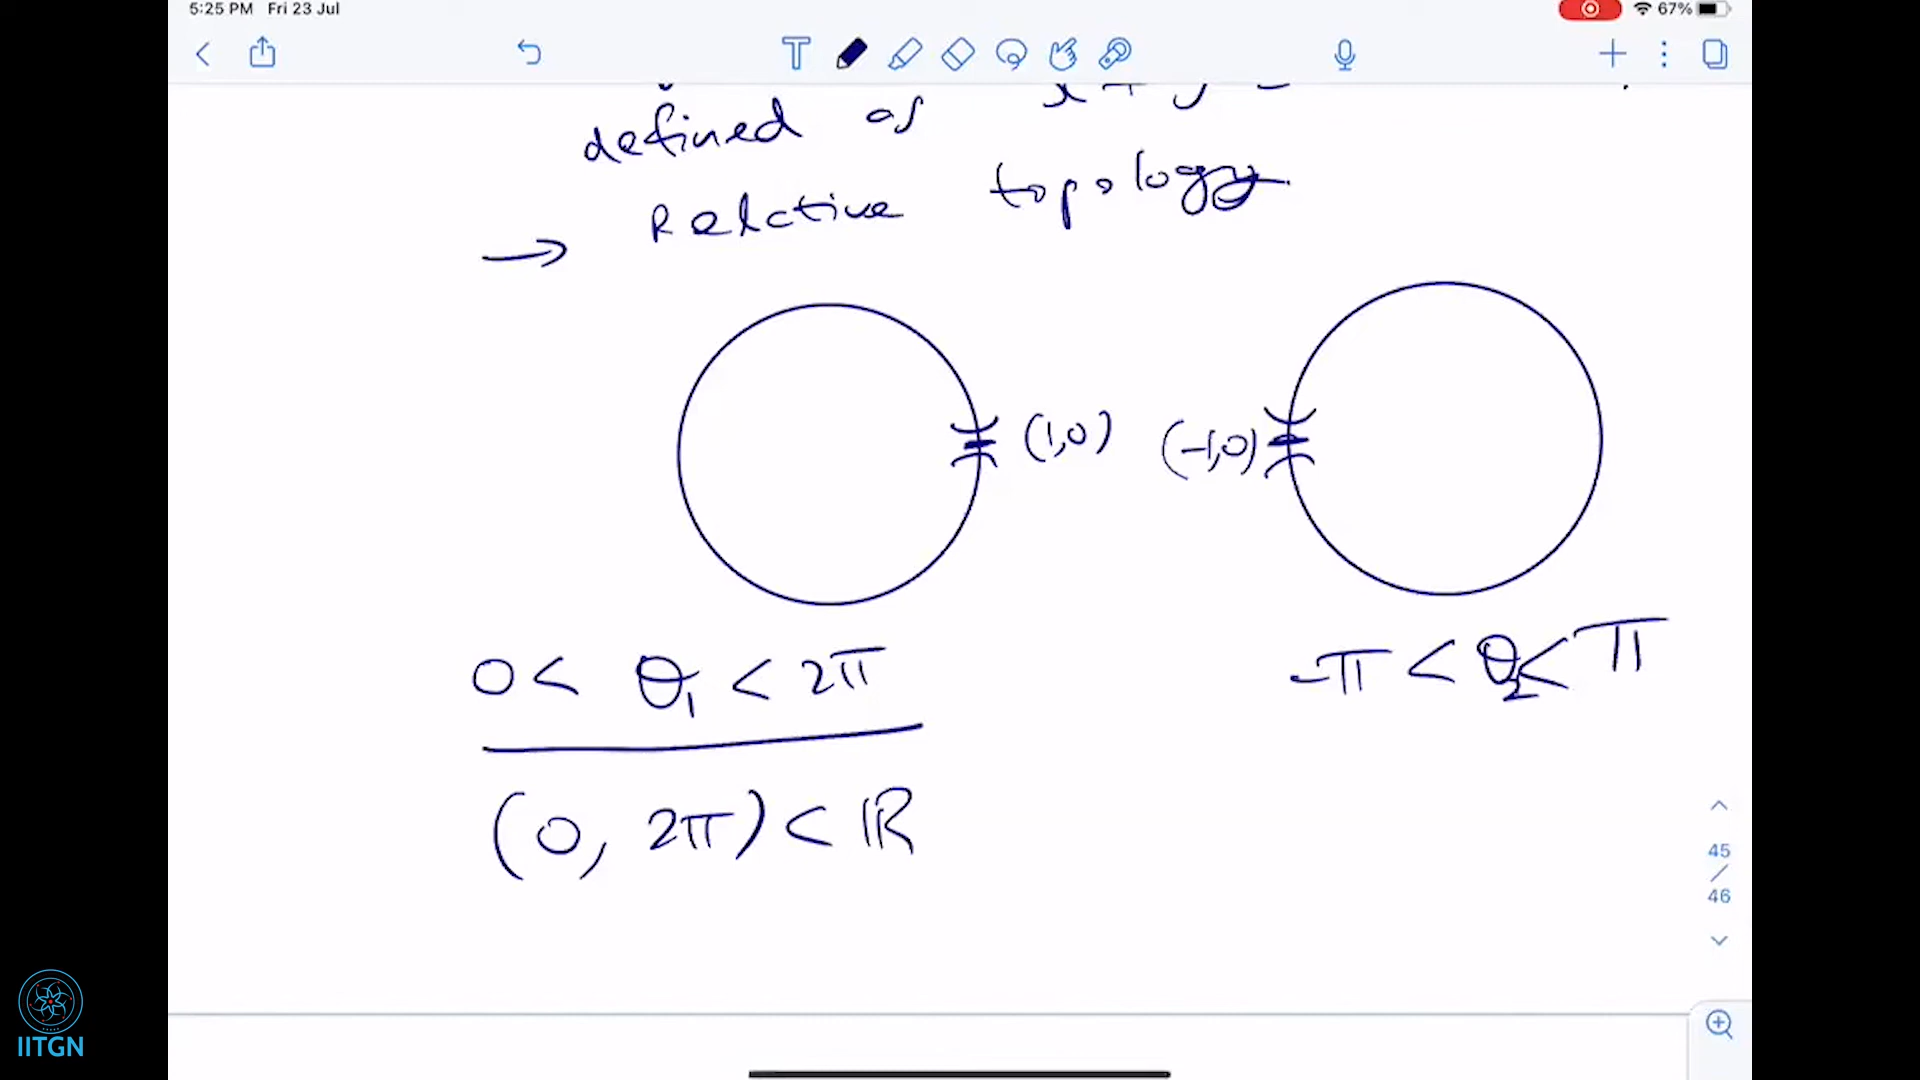 5:25 PM Fri 23 Jul
67%
defined as
→ Relative topology
(1,0)
(-1,0)
0 < θ₁ < 2π
-π < θ₂ < π
(0, 2π) < ℝ
45
/
46
IITGN